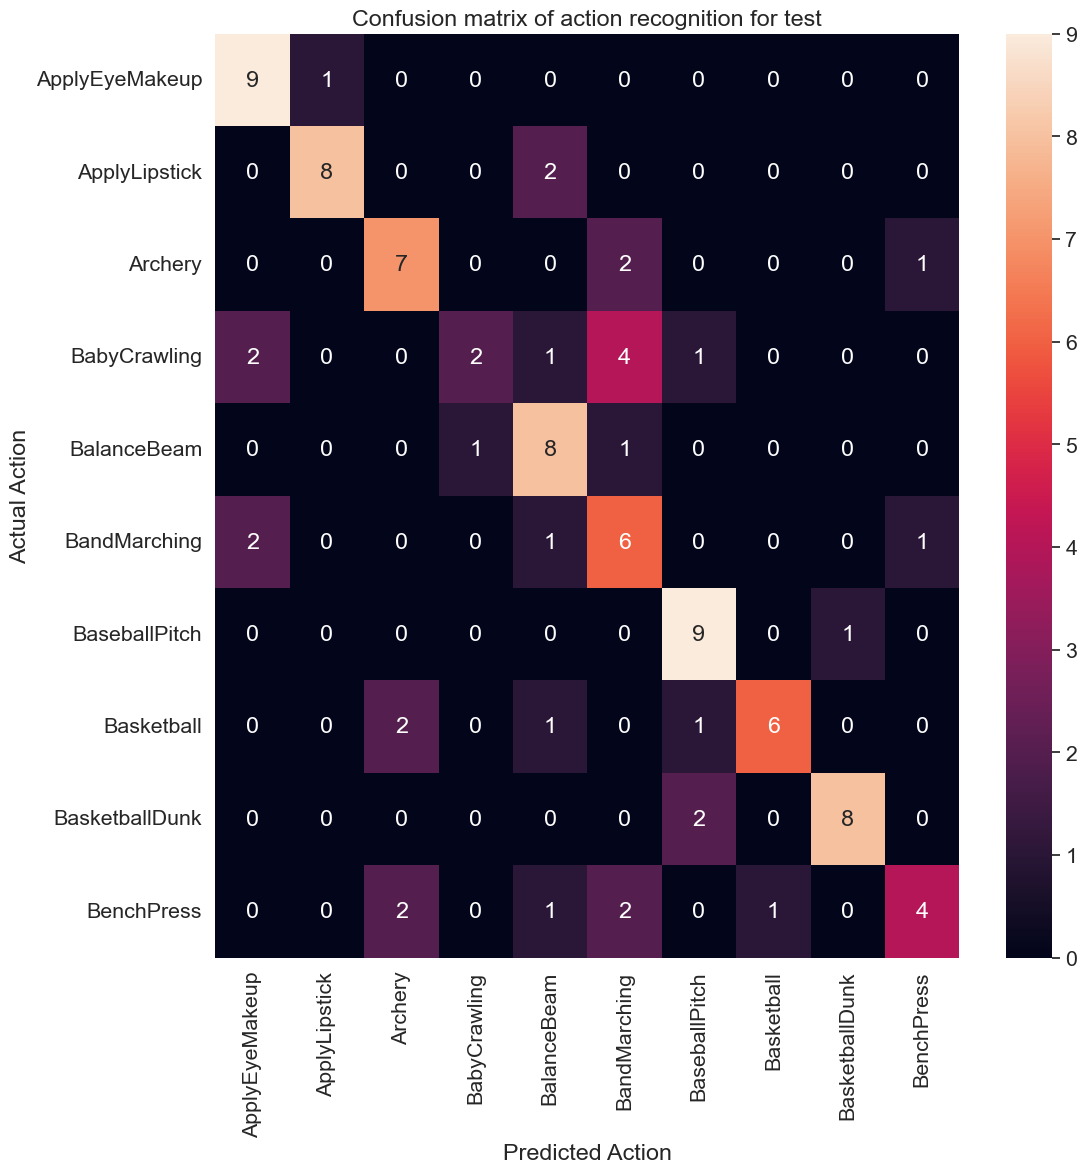 Confusion matrix of action recognition for test
ApplyEyeMakeup 9 1 0 0 0 0 0 0 0 0
ApplyLipstick 0 8 0 0 2 0 0 0 0 0
Archery 0 0 7 0 0 2 0 0 0 1
BabyCrawling 2 0 0 2 1 4 1 0 0 0
BalanceBeam 0 0 0 1 8 1 0 0 0 0
BandMarching 2 0 0 0 1 6 0 0 0 1
BaseballPitch 0 0 0 0 0 0 9 0 1 0
Basketball 0 0 2 0 1 0 1 6 0 0
BasketballDunk 0 0 0 0 0 0 2 0 8 0
BenchPress 0 0 2 0 1 2 0 1 0 4
Actual Action
ApplyEyeMakeup
ApplyLipstick
Archery
BabyCrawling
BalanceBeam
BandMarching
BaseballPitch
Basketball
BasketballDunk
BenchPress
Predicted Action
9
8
7
6
5
4
3
2
1
0